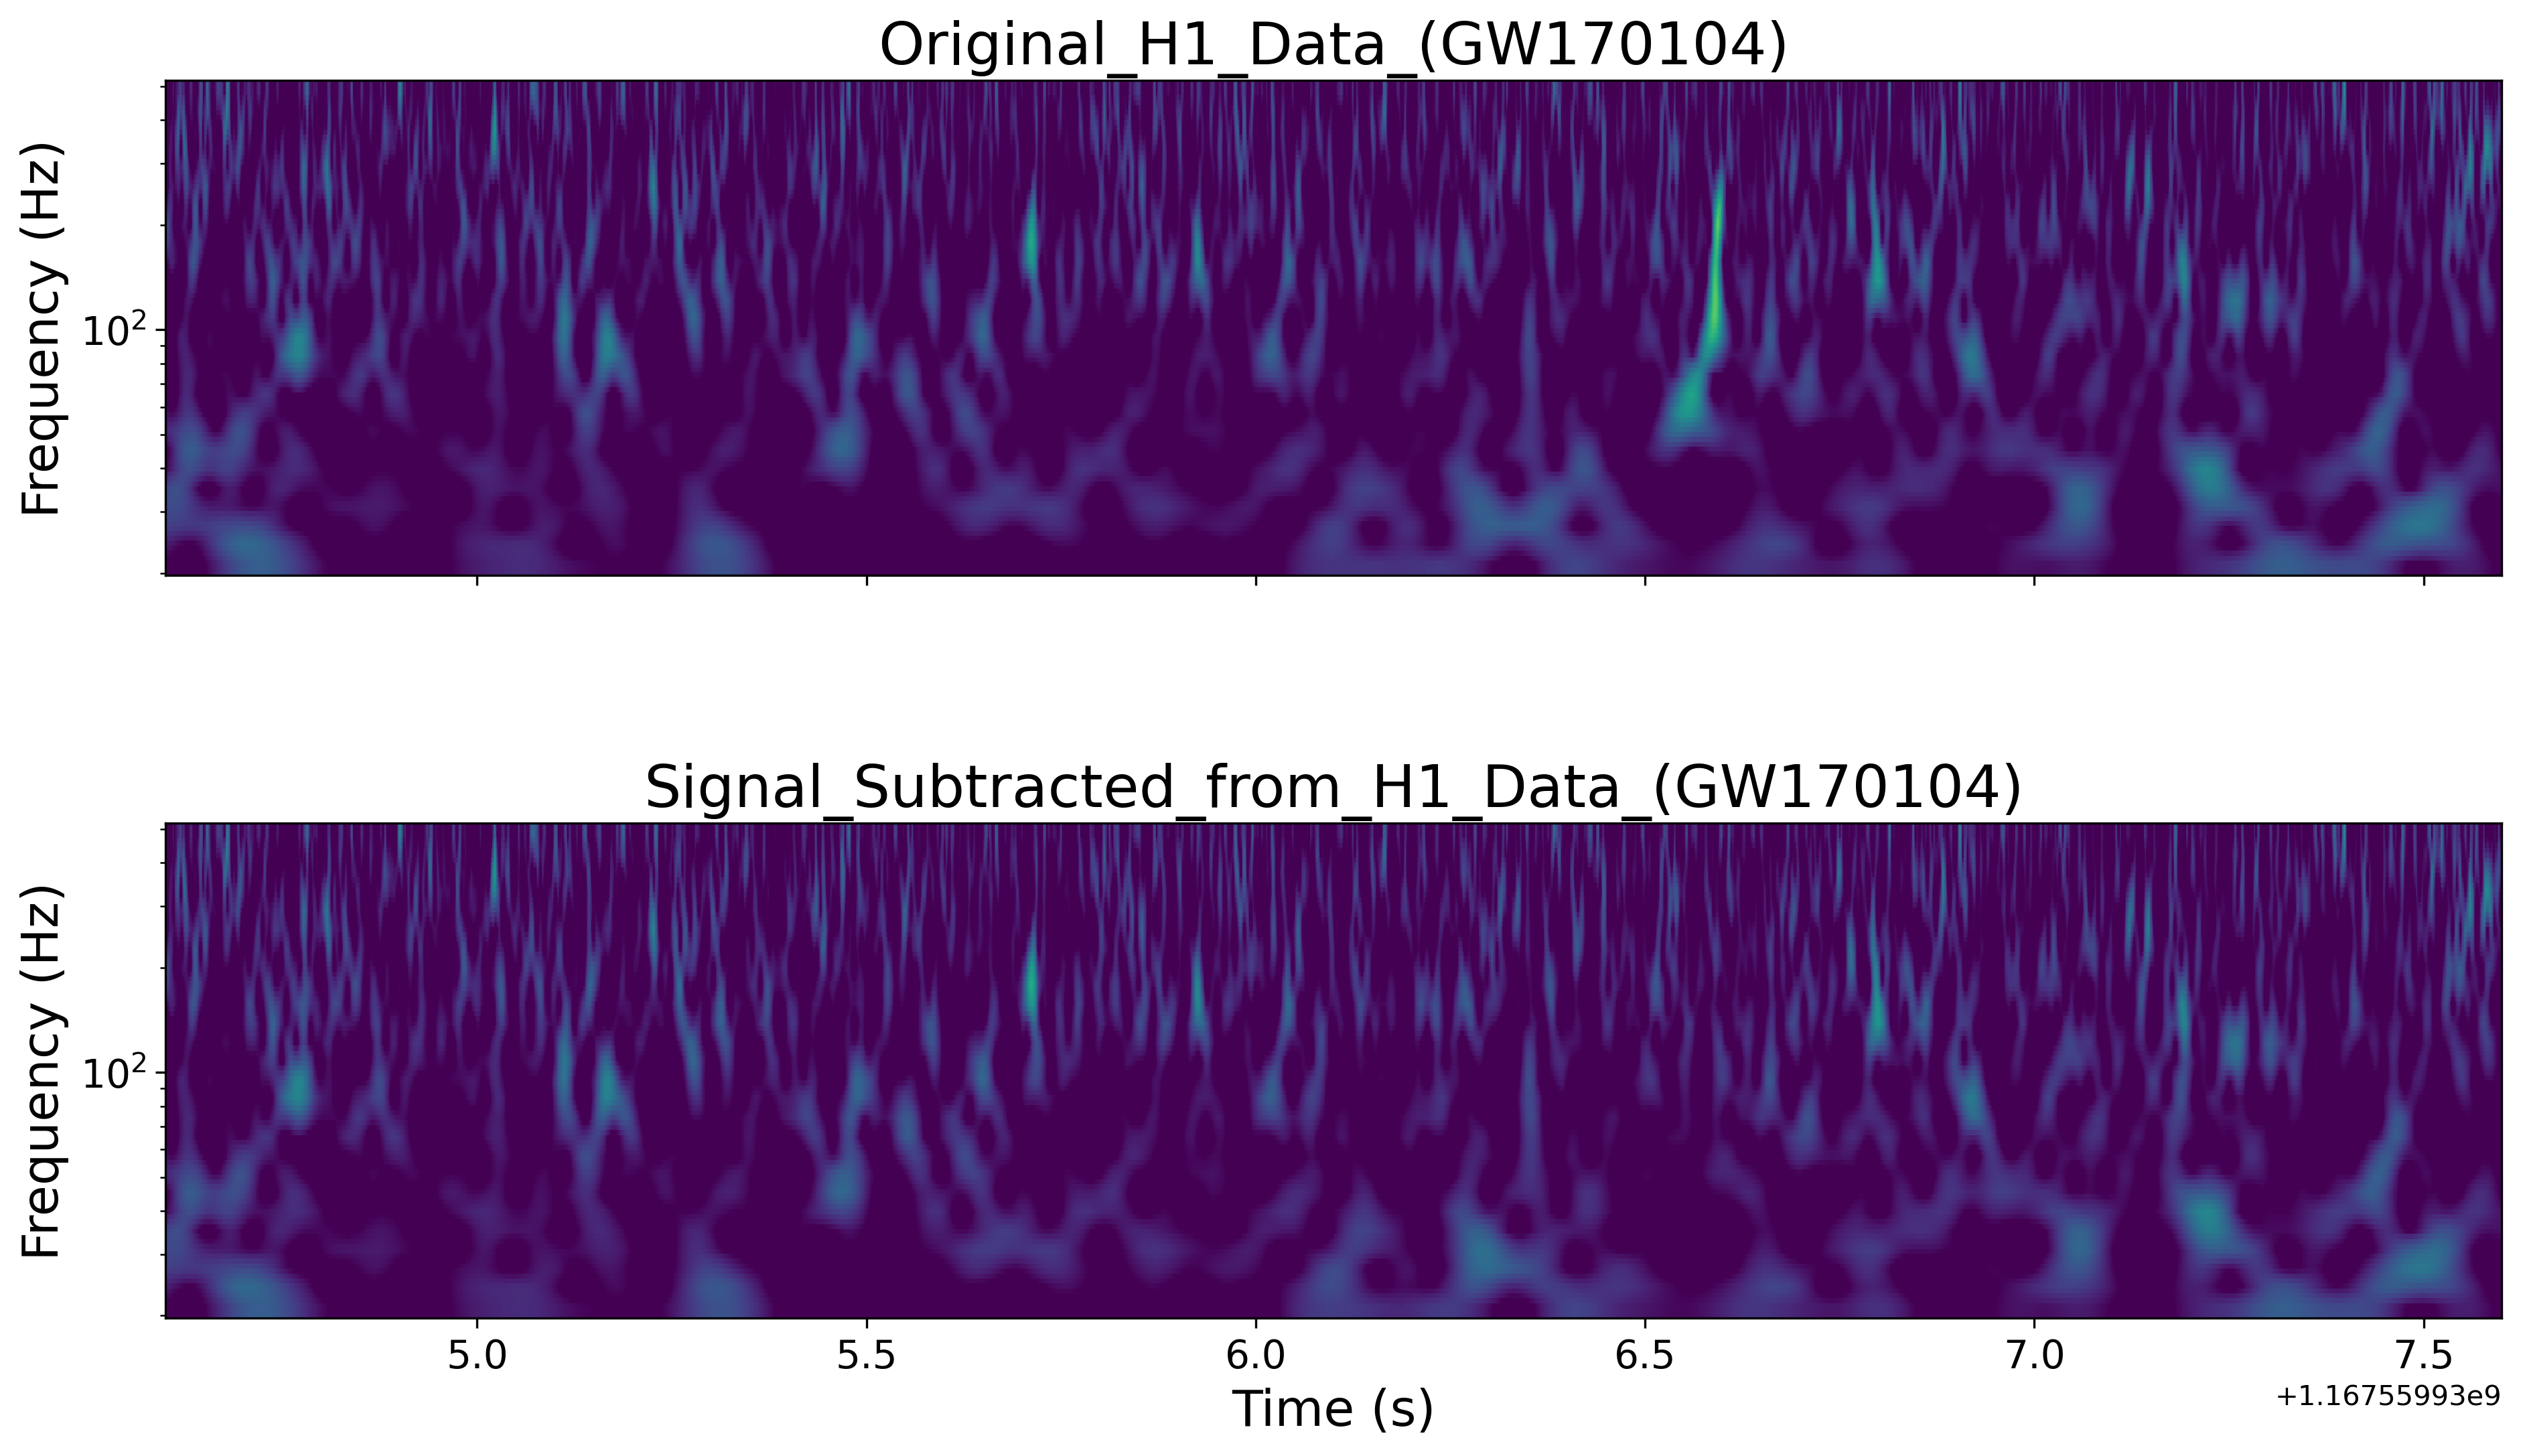 Original_H1_Data_(GW170104)
Frequency (Hz)
10²
Signal_Subtracted_from_H1_Data_(GW170104)
Frequency (Hz)
10²
5.0 5.5 6.0 6.5 7.0 7.5
Time (s)
+1.16755993e9